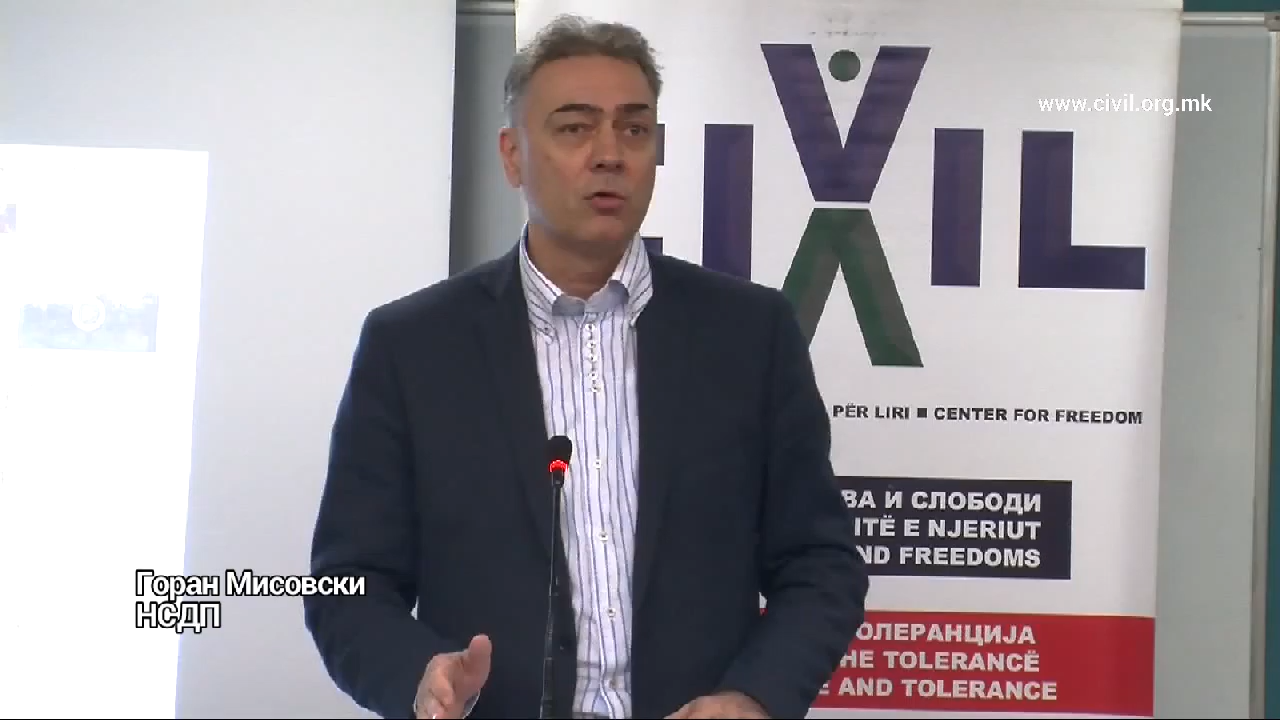 www.civil.org.mk
IVIL
PËR LIRI ■ CENTER FOR FREEDOM
ВА И СЛОБОДИ
ITË E NJERIUT
ND FREEDOMS
Горан Мисовски
НСДП
ОЛЕРАНЦИЈА
HE TOLERANCË
E AND TOLERANCE